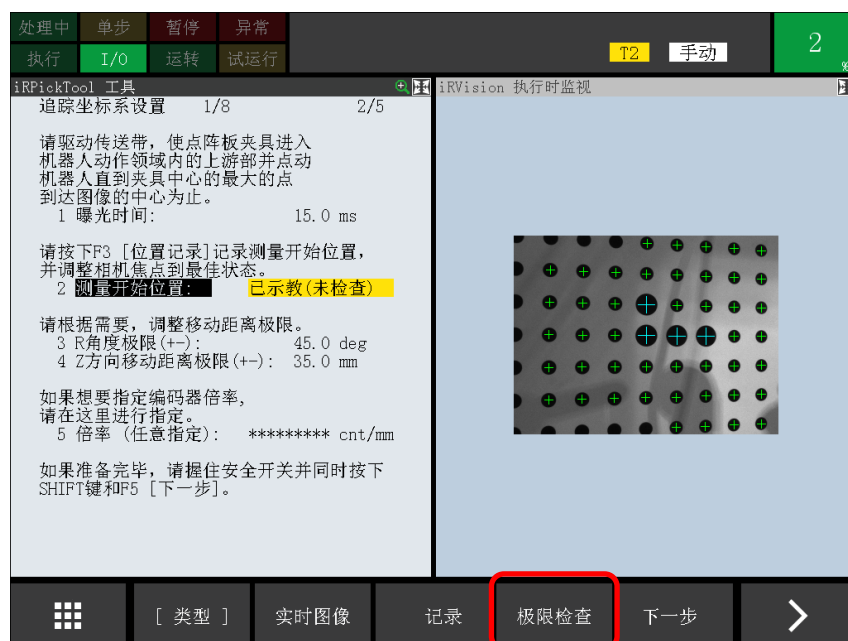 处理中 单步 暂停 异常
执行 I/O 运转 试运行
T2 手动
2
%
iRPickTool 工具
追踪坐标系设置 1/8 2/5
请驱动传送带，使点阵板夹具进入
机器人动作领域内的上游部并点动
机器人直到夹具中心的最大的点
到达图像的中心为止。
1 曝光时间: 15.0 ms
请按下F3 [位置记录]记录测量开始位置，
并调整相机焦点到最佳状态。
2 测量开始位置: 已示教(未检查)
请根据需要，调整移动距离极限。
3 R角度极限(+-): 45.0 deg
4 Z方向移动距离极限(+-): 35.0 mm
如果想要指定编码器倍率，
请在这里进行指定。
5 倍率 (任意指定): ********* cnt/mm
如果准备完毕，请握住安全开关并同时按下
SHIFT键和F5 [下一步]。
iRVision 执行时监视
[ 类型 ] 实时图像 记录 极限检查 下一步